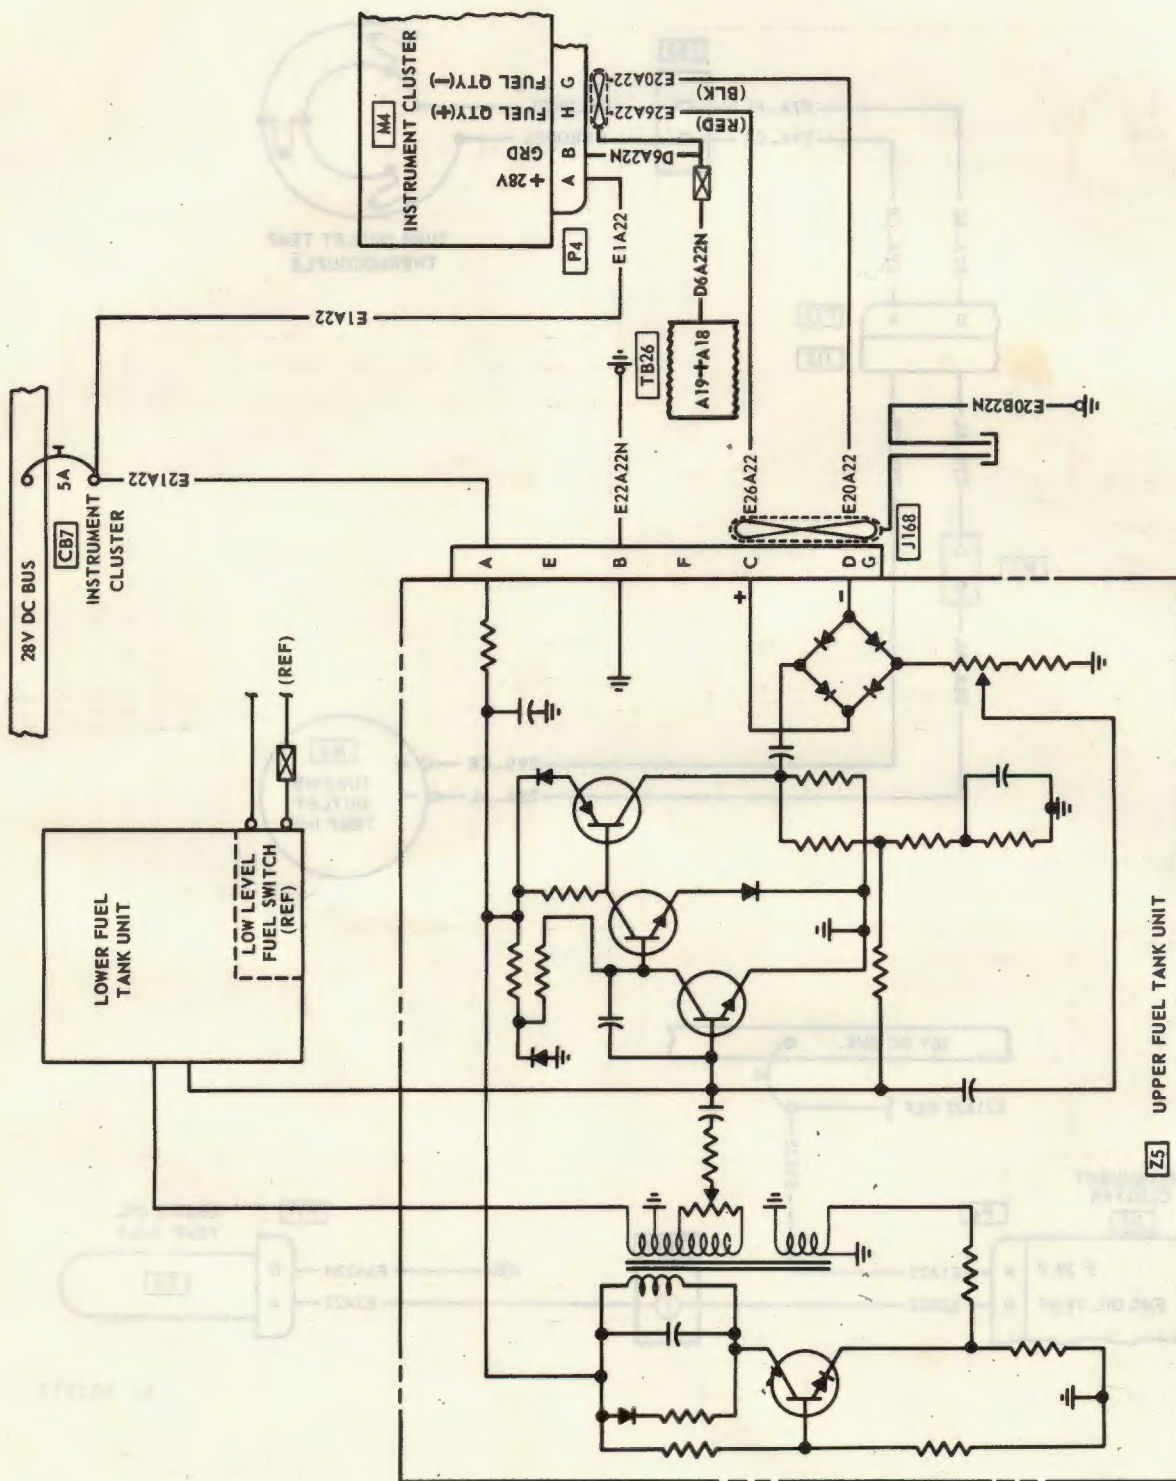 28V DC BUS
5A
CB7
INSTRUMENT
CLUSTER
E21A22
E1A22
E1A22
M4
INSTRUMENT CLUSTER
+28V
GRD
FUEL QTY(+)
FUEL QTY(-)
A
B
H
G
P4
D6A22N
E26A22
(RED)
E20A22
(BLK)
D6A22N
TB26
A19
A18
E22A22N
E26A22
E20A22
J168
E20B22N
A
E
B
F
C
D
G
+
-
(REF)
LOWER FUEL
TANK UNIT
LOW LEVEL
FUEL SWITCH
(REF)
Z5
UPPER FUEL TANK UNIT